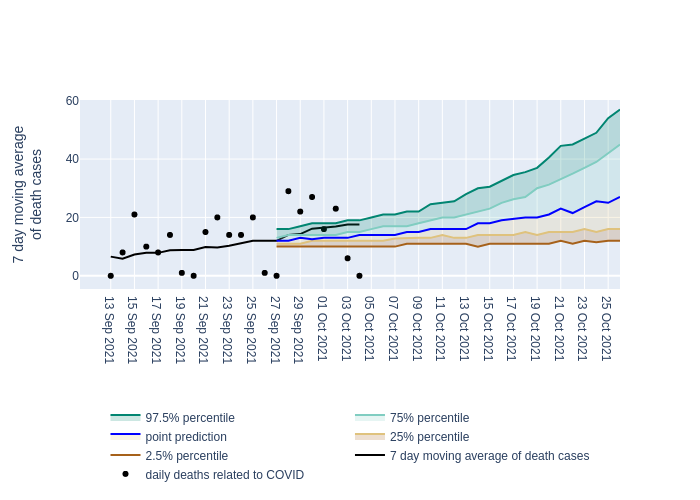 7 day moving average
of death cases
60
40
20
0
13 Sep 2021
15 Sep 2021
17 Sep 2021
19 Sep 2021
21 Sep 2021
23 Sep 2021
25 Sep 2021
27 Sep 2021
29 Sep 2021
01 Oct 2021
03 Oct 2021
05 Oct 2021
07 Oct 2021
09 Oct 2021
11 Oct 2021
13 Oct 2021
15 Oct 2021
17 Oct 2021
19 Oct 2021
21 Oct 2021
23 Oct 2021
25 Oct 2021
97.5% percentile
75% percentile
point prediction
25% percentile
2.5% percentile
7 day moving average of death cases
daily deaths related to COVID